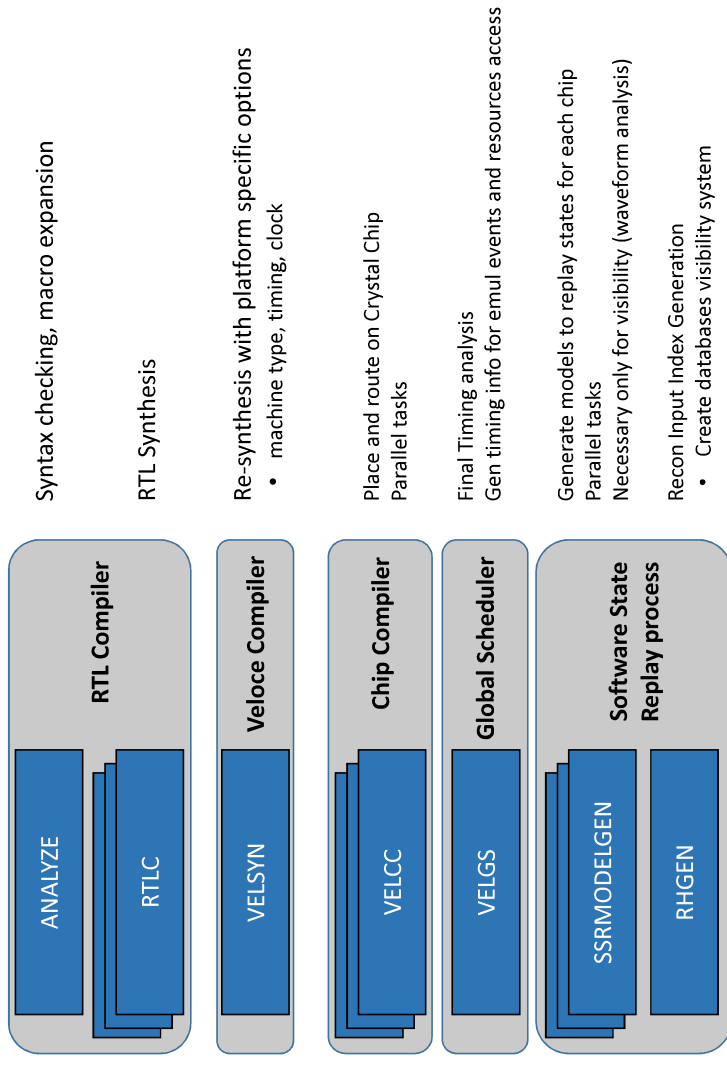 ANALYZE
RTL Compiler
Syntax checking, macro expansion
RTLC
RTL Synthesis
VELSYN
Veloce Compiler
Re-synthesis with platform specific options
• machine type, timing, clock
VELCC
Chip Compiler
Place and route on Crystal Chip
Parallel tasks
VELGS
Global Scheduler
Final Timing analysis
Gen timing info for emul events and resources access
SSRMODELGEN
Software State
Replay process
Generate models to replay states for each chip
Parallel tasks
Necessary only for visibility (waveform analysis)
RHGEN
Recon Input Index Generation
• Create databases visibility system